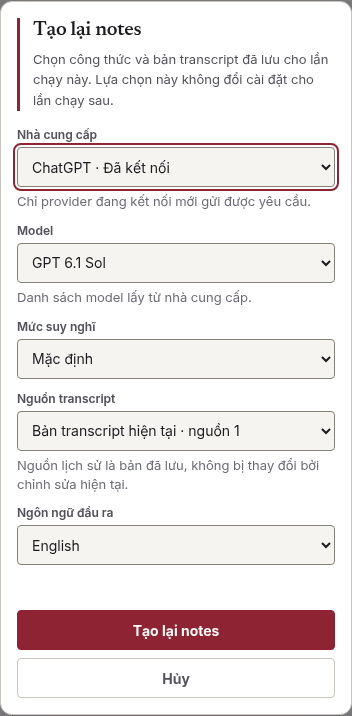 Tạo lại notes
Chọn công thức và bản transcript đã lưu cho lần
chạy này. Lựa chọn này không đổi cài đặt cho
lần chạy sau.
Nhà cung cấp
ChatGPT · Đã kết nối
Chỉ provider đang kết nối mới gửi được yêu cầu.
Model
GPT 6.1 Sol
Danh sách model lấy từ nhà cung cấp.
Mức suy nghĩ
Mặc định
Nguồn transcript
Bản transcript hiện tại · nguồn 1
Nguồn lịch sử là bản đã lưu, không bị thay đổi bởi
chỉnh sửa hiện tại.
Ngôn ngữ đầu ra
English
Tạo lại notes
Hủy